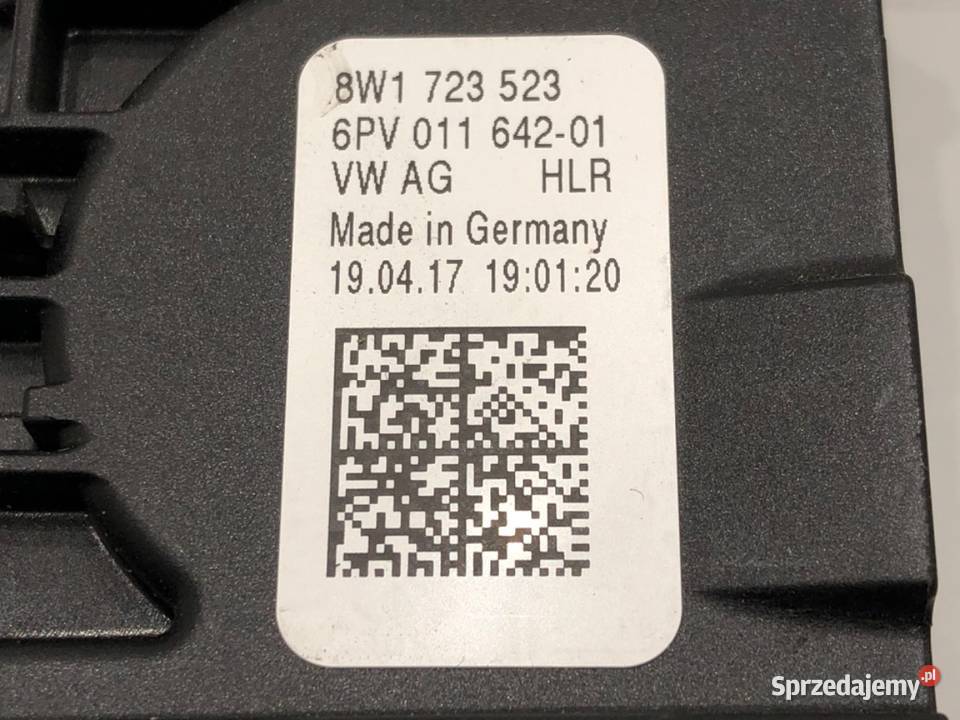 8W1 723 523
6PV 011 642-01
VW AG HLR
Made in Germany
19.04.17 19:01:20
Sprzedajemy.pl